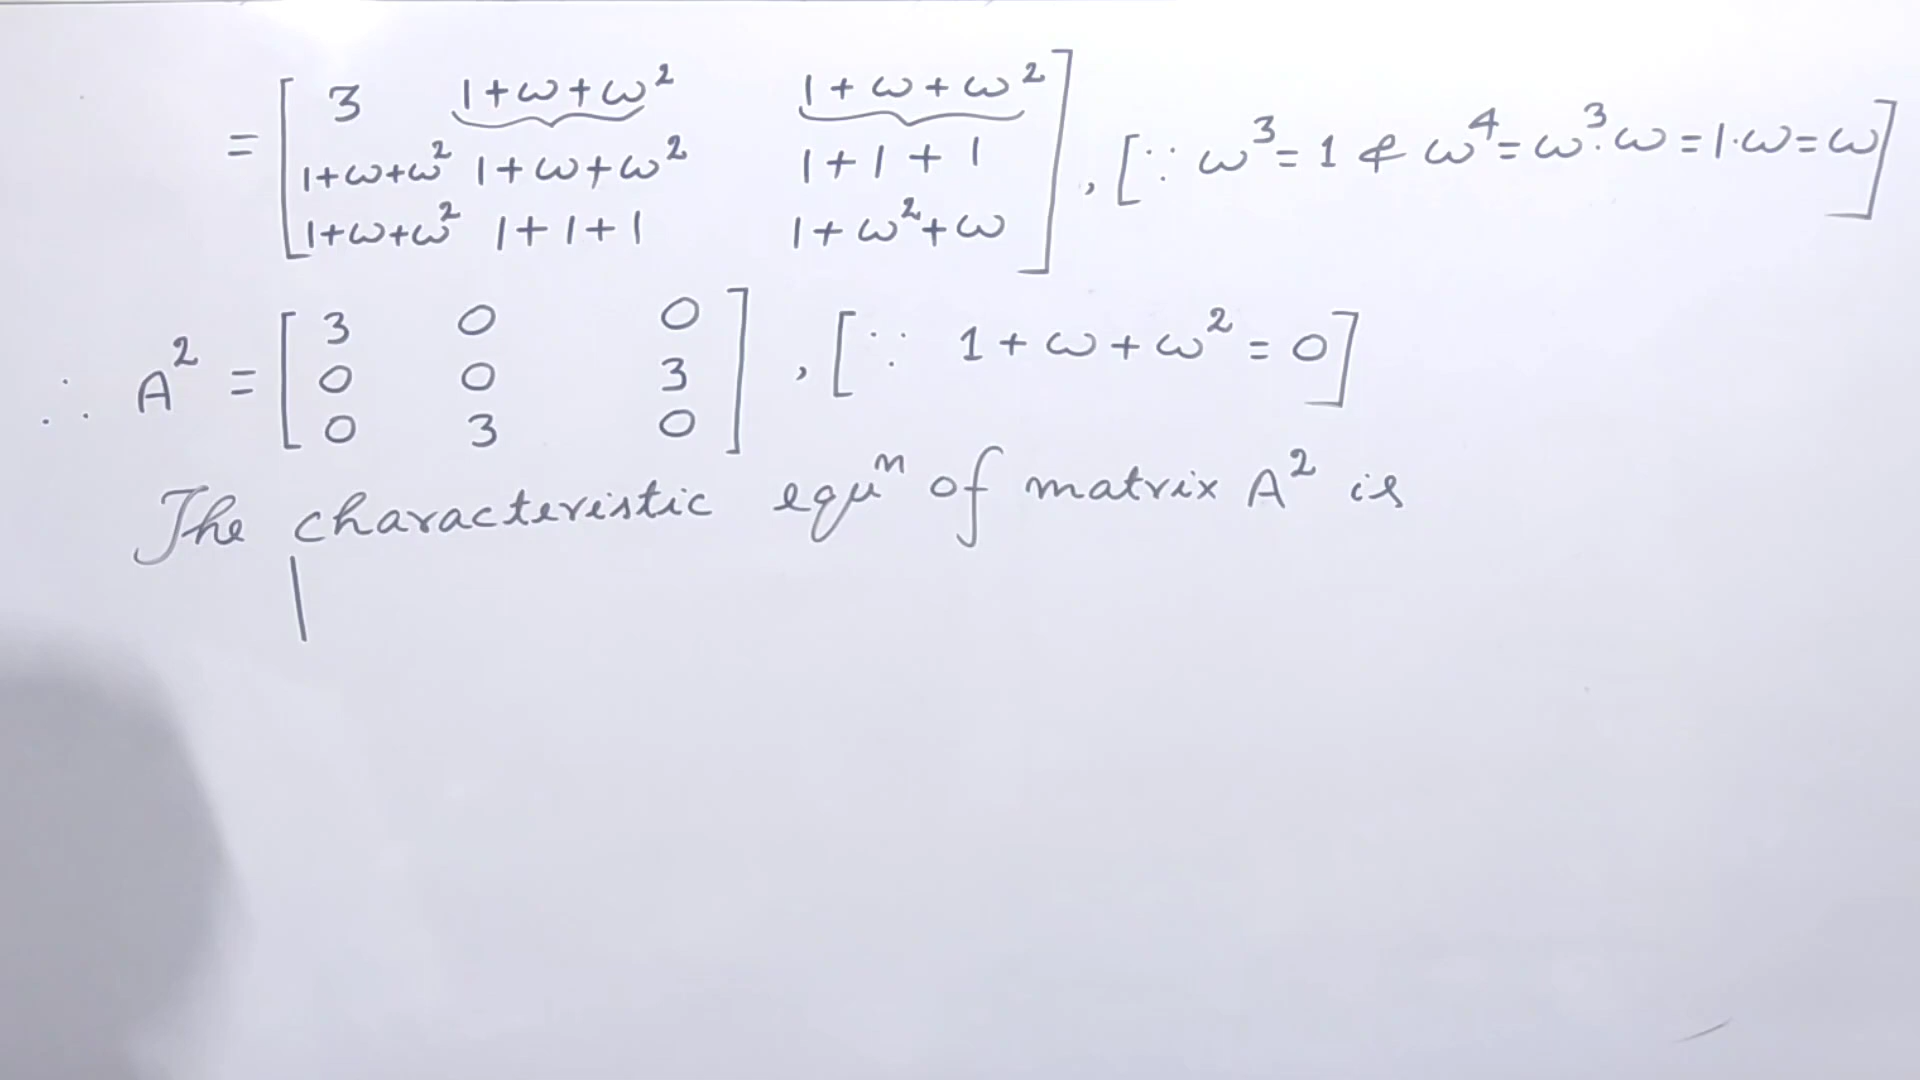 = [ 3 1+ω+ω² 1+ω+ω² ]
1+ω+ω² 1+ω+ω² 1+1+1 , [∵ ω³=1 & ω⁴=ω³·ω=1·ω=ω]
1+ω+ω² 1+1+1 1+ω²+ω
[ 3 0 0 ]
∴ A² = 0 0 3 , [∵ 1+ω+ω²=0]
0 3 0
The characteristic equⁿ of matrix A² is
|